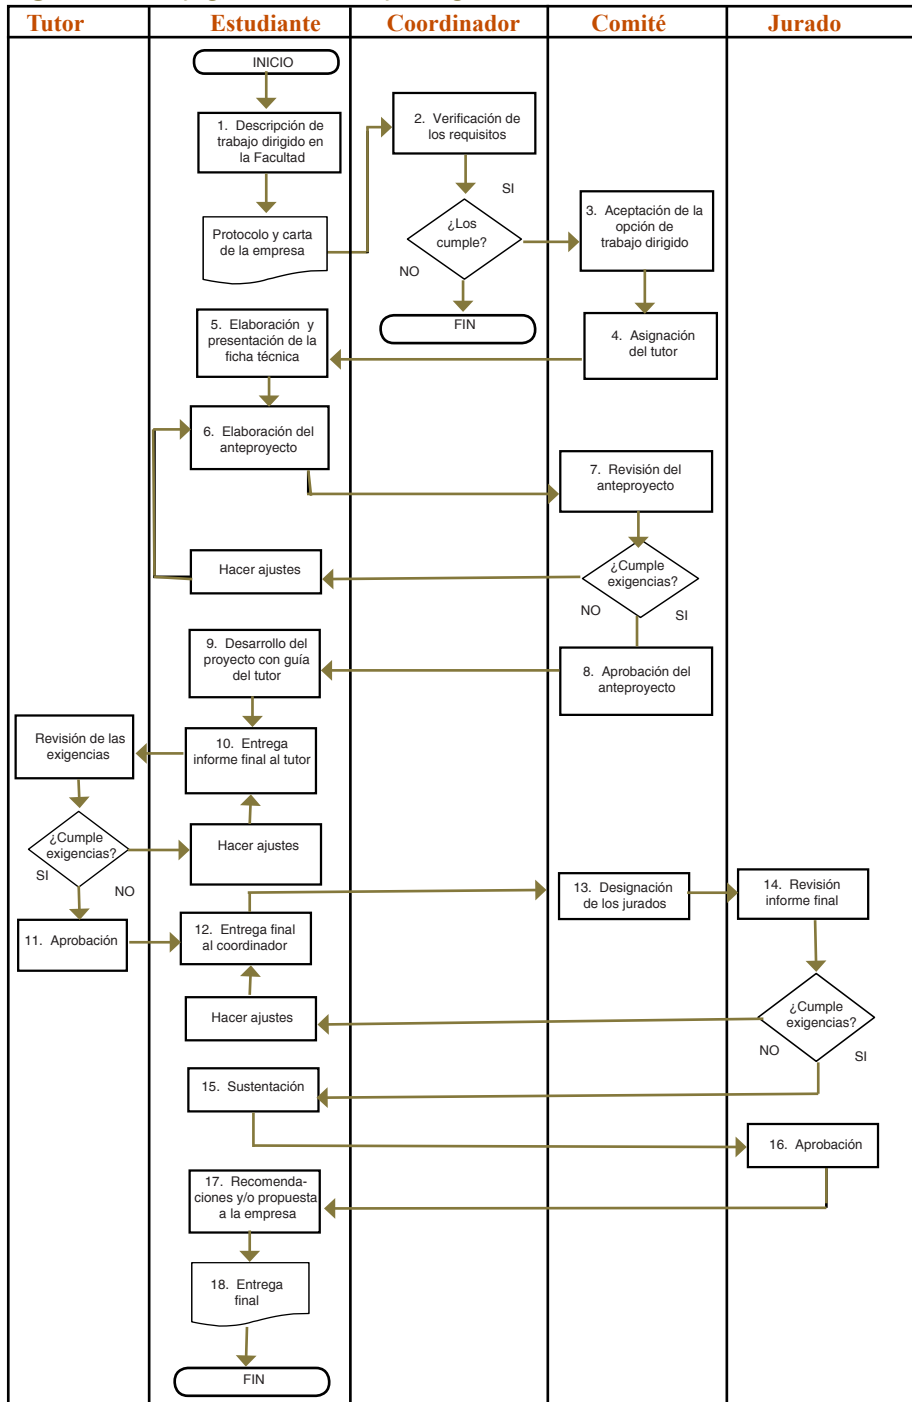 Tutor
Estudiante
Coordinador
Comité
Jurado
INICIO
1. Descripción de
trabajo dirigido en
la Facultad
2. Verificación de
los requisitos
SI
Protocolo y carta
de la empresa
¿Los
cumple?
NO
3. Aceptación de la
opción de
trabajo dirigido
FIN
4. Asignación
del tutor
5. Elaboración y
presentación de la
ficha técnica
6. Elaboración del
anteproyecto
7. Revisión del
anteproyecto
¿Cumple
exigencias?
NO
SI
Hacer ajustes
8. Aprobación del
anteproyecto
9. Desarrollo del
proyecto con guía
del tutor
10. Entrega
informe final al tutor
Revisión de las
exigencias
¿Cumple
exigencias?
SI
NO
Hacer ajustes
11. Aprobación
12. Entrega final
al coordinador
13. Designación
de los jurados
14. Revisión
informe final
¿Cumple
exigencias?
NO
SI
Hacer ajustes
15. Sustentación
16. Aprobación
17. Recomenda-
ciones y/o propuesta
a la empresa
18. Entrega
final
FIN